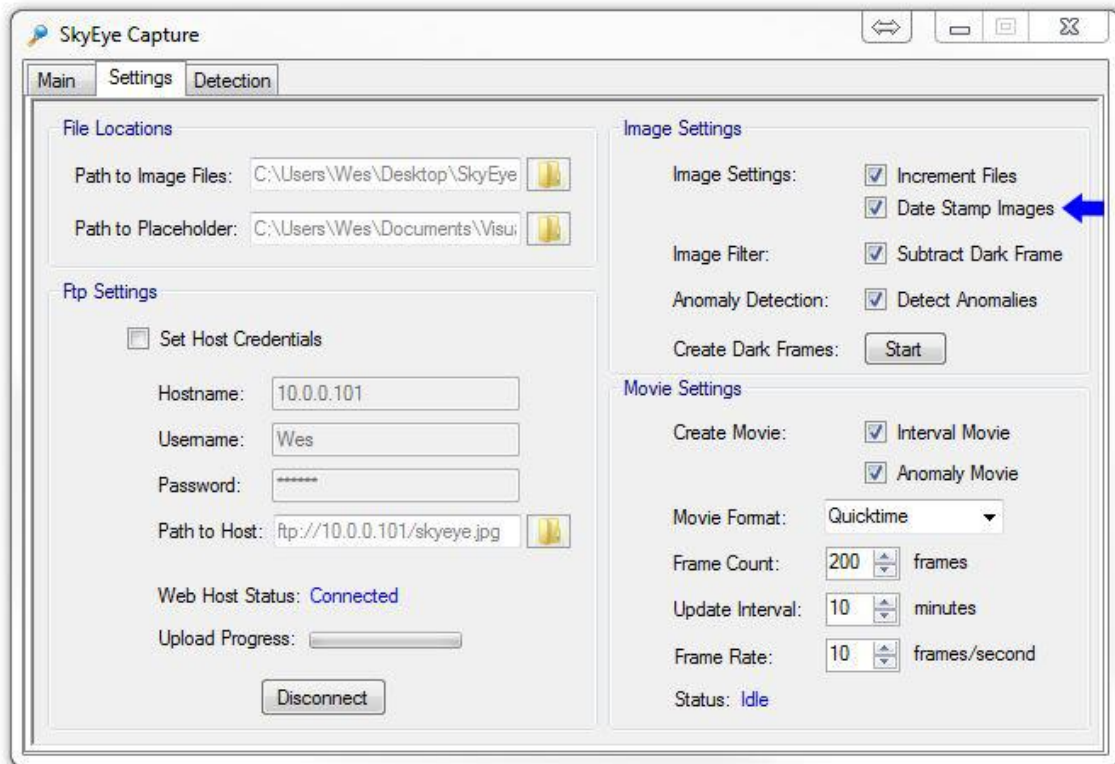 SkyEye Capture
Main Settings Detection
File Locations
Path to Image Files: C:\Users\Wes\Desktop\SkyEye
Path to Placeholder: C:\Users\Wes\Documents\Visua
Ftp Settings
Set Host Credentials
Hostname: 10.0.0.101
Username: Wes
Password: ******
Path to Host: ftp://10.0.0.101/skyeye.jpg
Web Host Status: Connected
Upload Progress:
Disconnect
Image Settings
Image Settings: Increment Files
Date Stamp Images
Image Filter: Subtract Dark Frame
Anomaly Detection: Detect Anomalies
Create Dark Frames: Start
Movie Settings
Create Movie: Interval Movie
Anomaly Movie
Movie Format: Quicktime
Frame Count: 200 frames
Update Interval: 10 minutes
Frame Rate: 10 frames/second
Status: Idle